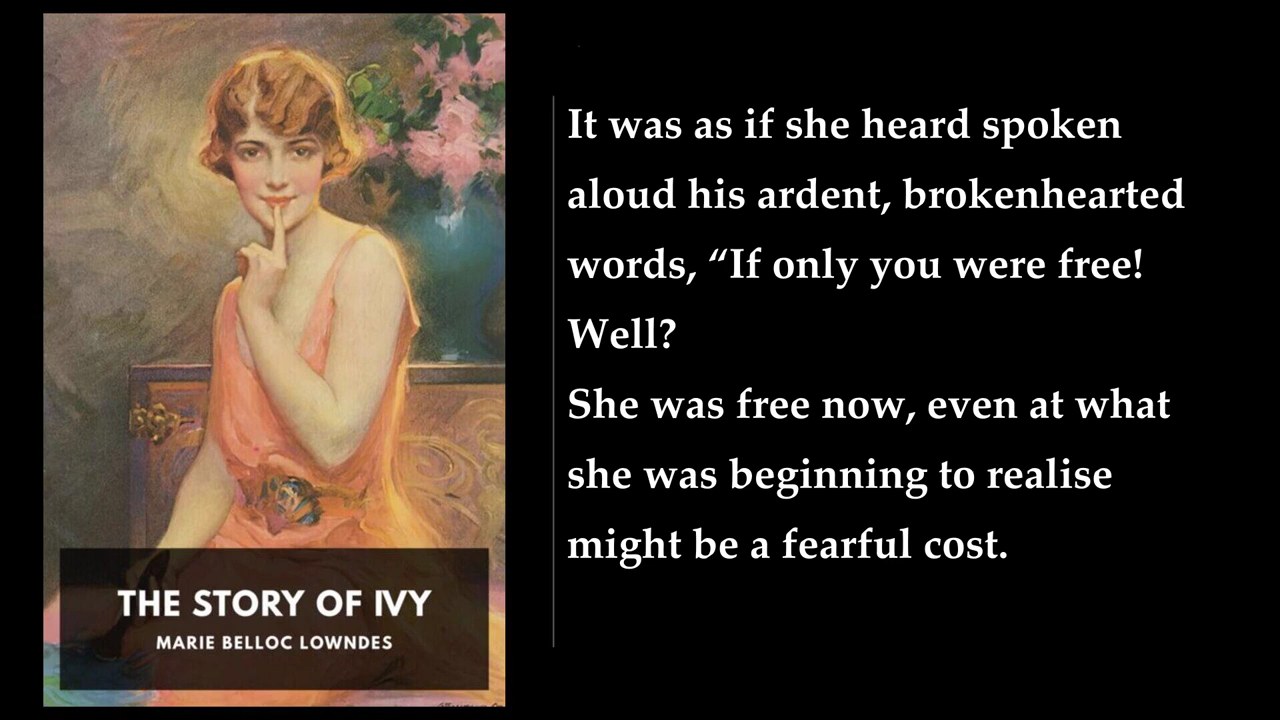 THE STORY OF IVY
MARIE BELLOC LOWNDES
It was as if she heard spoken
aloud his ardent, brokenhearted
words, “If only you were free!
Well?
She was free now, even at what
she was beginning to realise
might be a fearful cost.